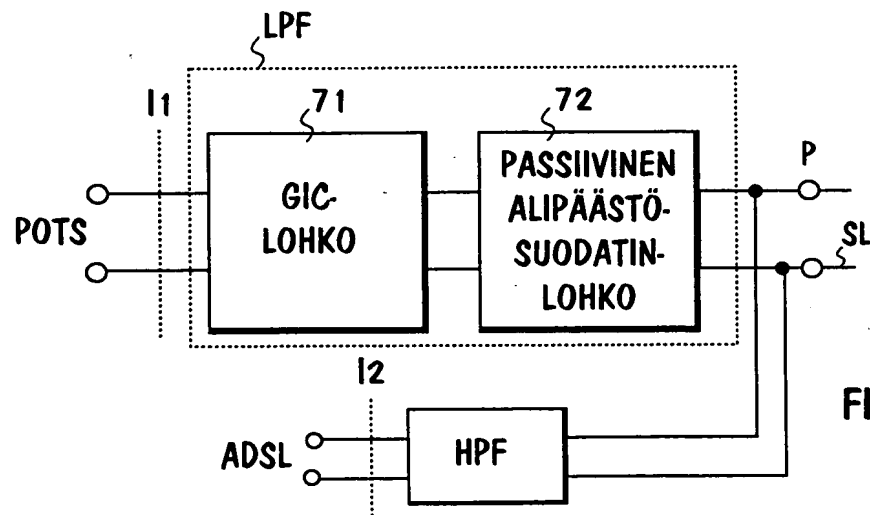 LPF
I1
71
72
PASSIIVINEN
ALIPÄÄSTÖ-
SUODATIN-
LOHKO
GIC-
LOHKO
P
POTS
SL
I2
FI
ADSL
HPF